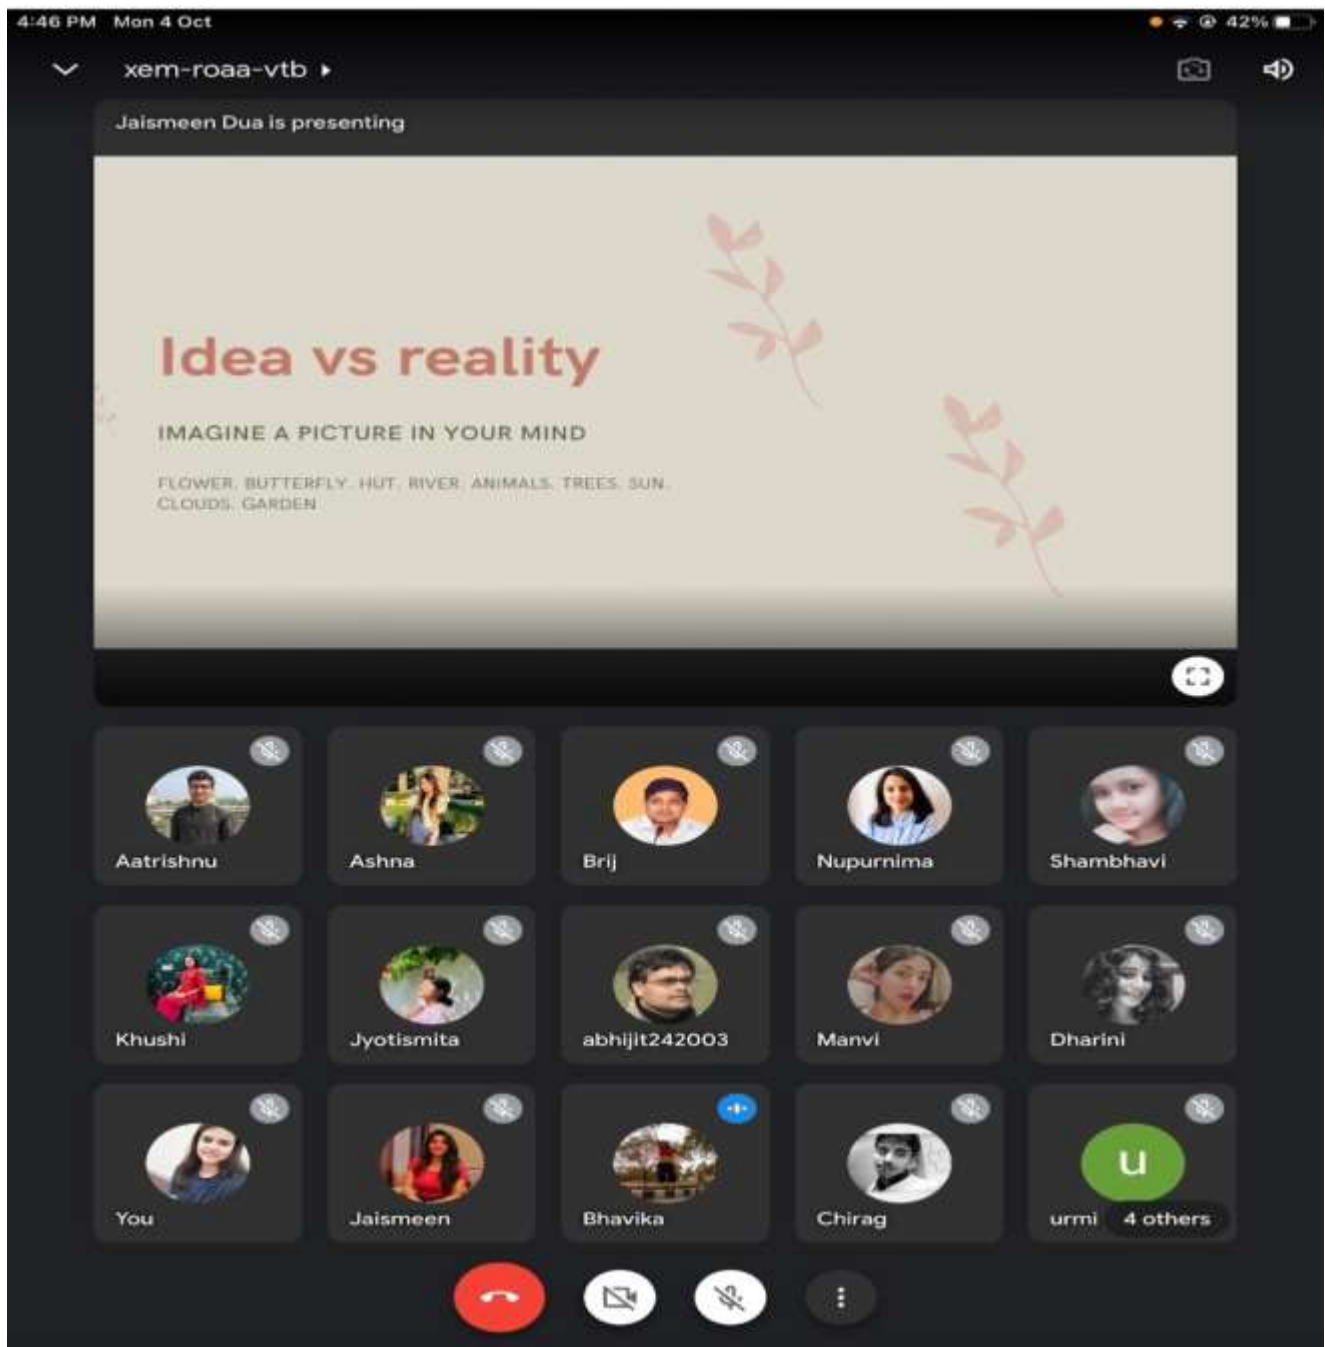 4:46 PM Mon 4 Oct
42%
xem-roaa-vtb
Jaismeen Dua is presenting
Idea vs reality
IMAGINE A PICTURE IN YOUR MIND
FLOWER. BUTTERFLY. HUT. RIVER. ANIMALS. TREES. SUN.
CLOUDS. GARDEN
Aatrishnu
Ashna
Brij
Nupurnima
Shambhavi
Khushi
Jyotismita
abhijit242003
Manvi
Dharini
You
Jaismeen
Bhavika
Chirag
u
urmi 4 others